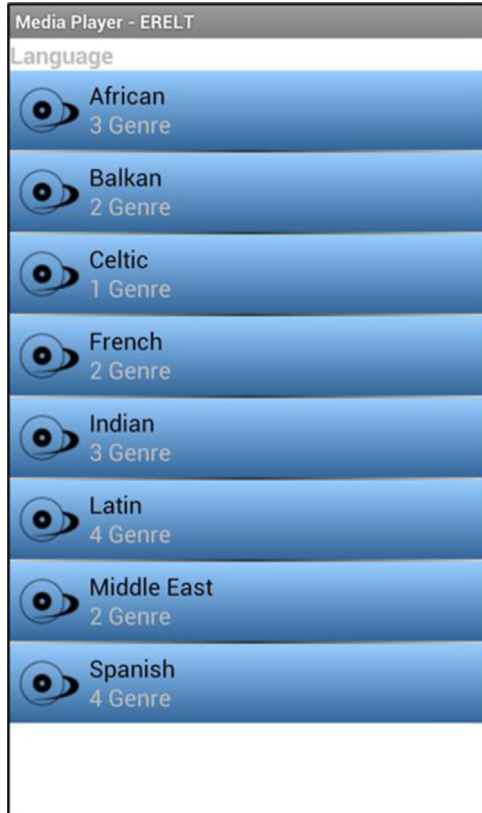 Media Player - ERELT
Language
African
3 Genre
Balkan
2 Genre
Celtic
1 Genre
French
2 Genre
Indian
3 Genre
Latin
4 Genre
Middle East
2 Genre
Spanish
4 Genre